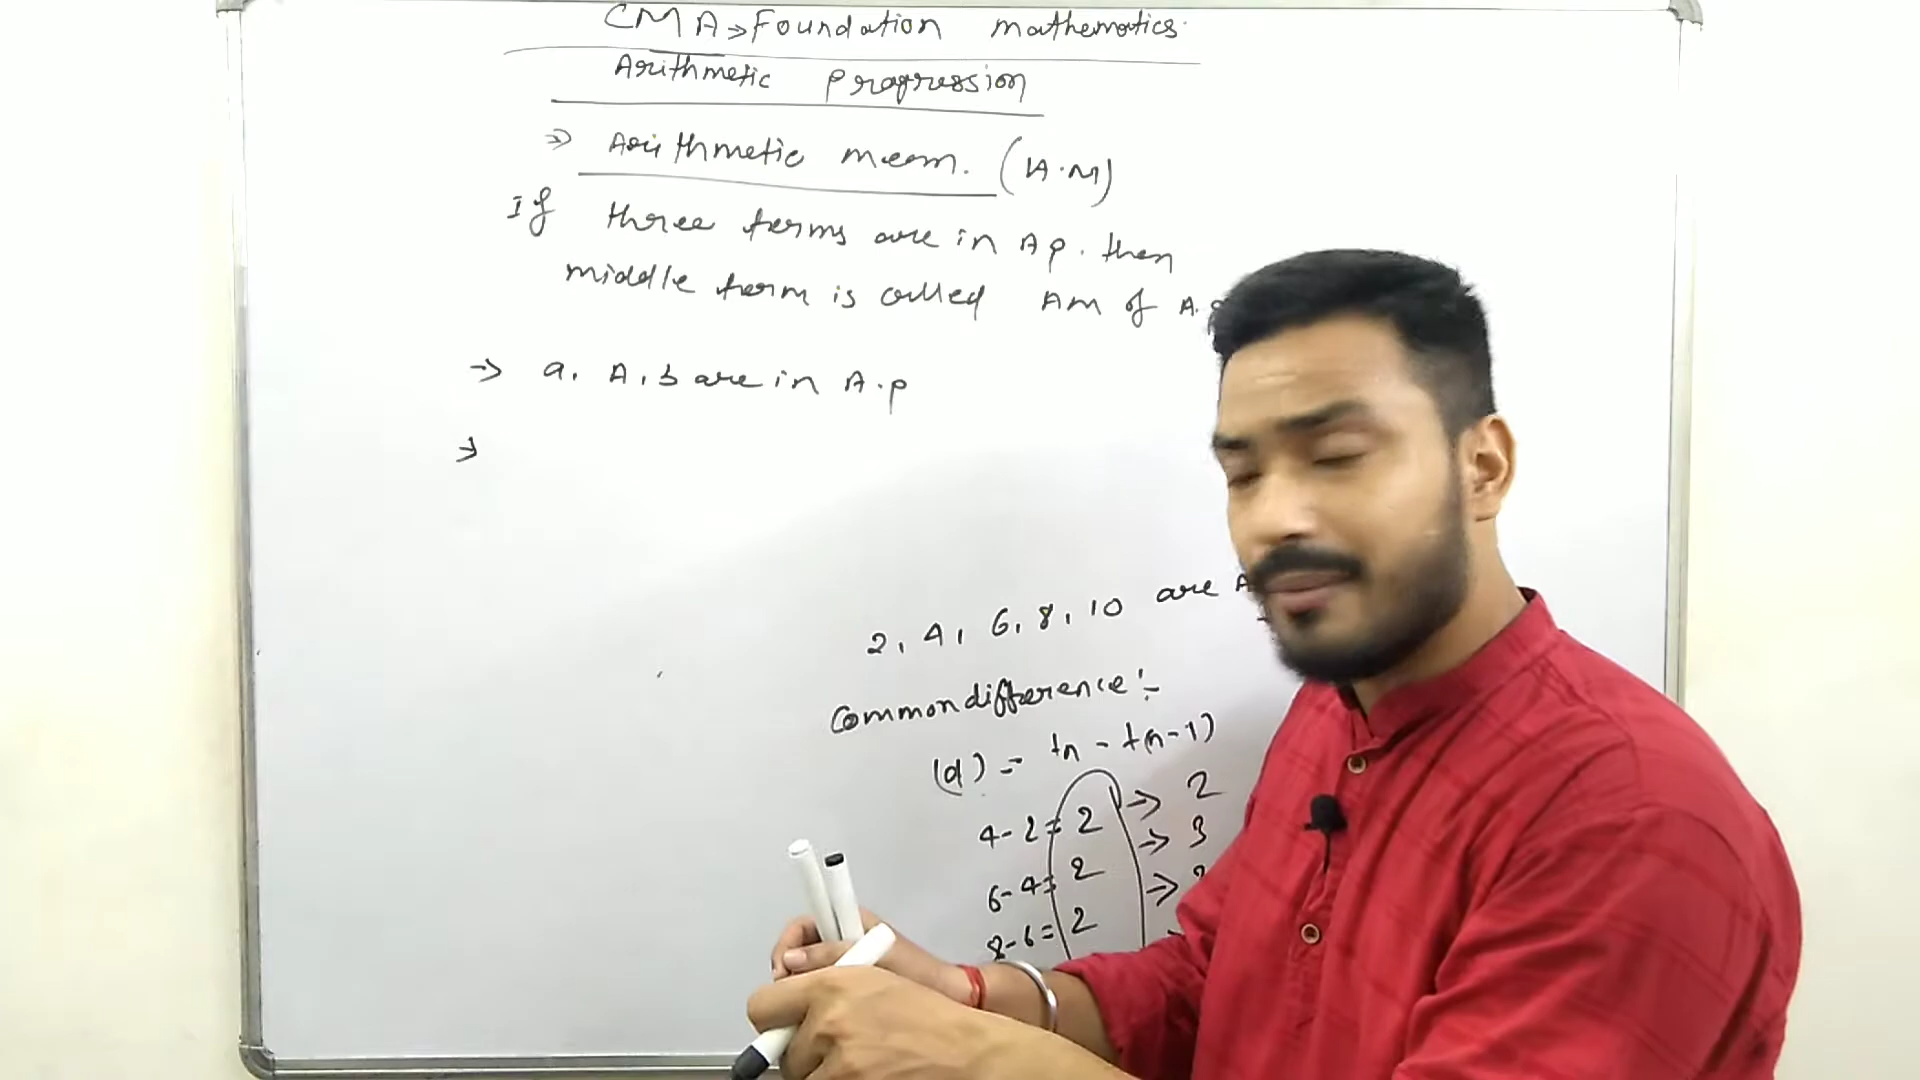 CMA → Foundation mathematics
Arithmetic progression
⇒ Arithmetic mean. (A.M)
If three terms are in A p. then
middle term is called AM of A.
→ a, A, b are in A.p
→
2, 4, 6, 8, 10 are A
Common difference :-
(d) = tn - t(n-1)
4-2 = 2 → 2
6-4 = 2 → 3
8-6 = 2 →